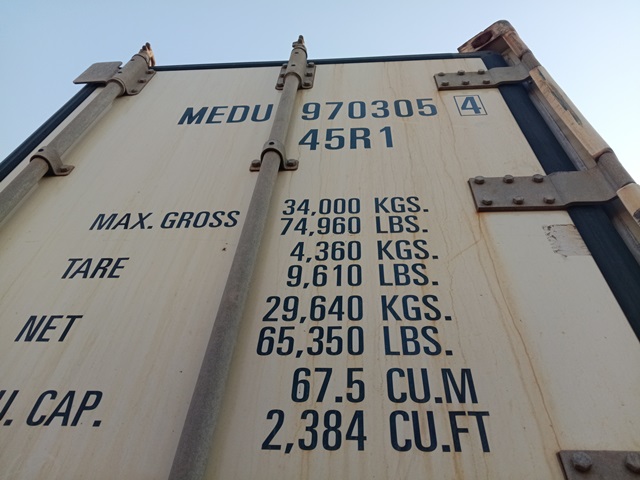 MEDU 970305 4
45R1
MAX. GROSS 34,000 KGS.
74,960 LBS.
TARE 4,360 KGS.
9,610 LBS.
NET 29,640 KGS.
65,350 LBS.
U. CAP. 67.5 CU.M
2,384 CU.FT